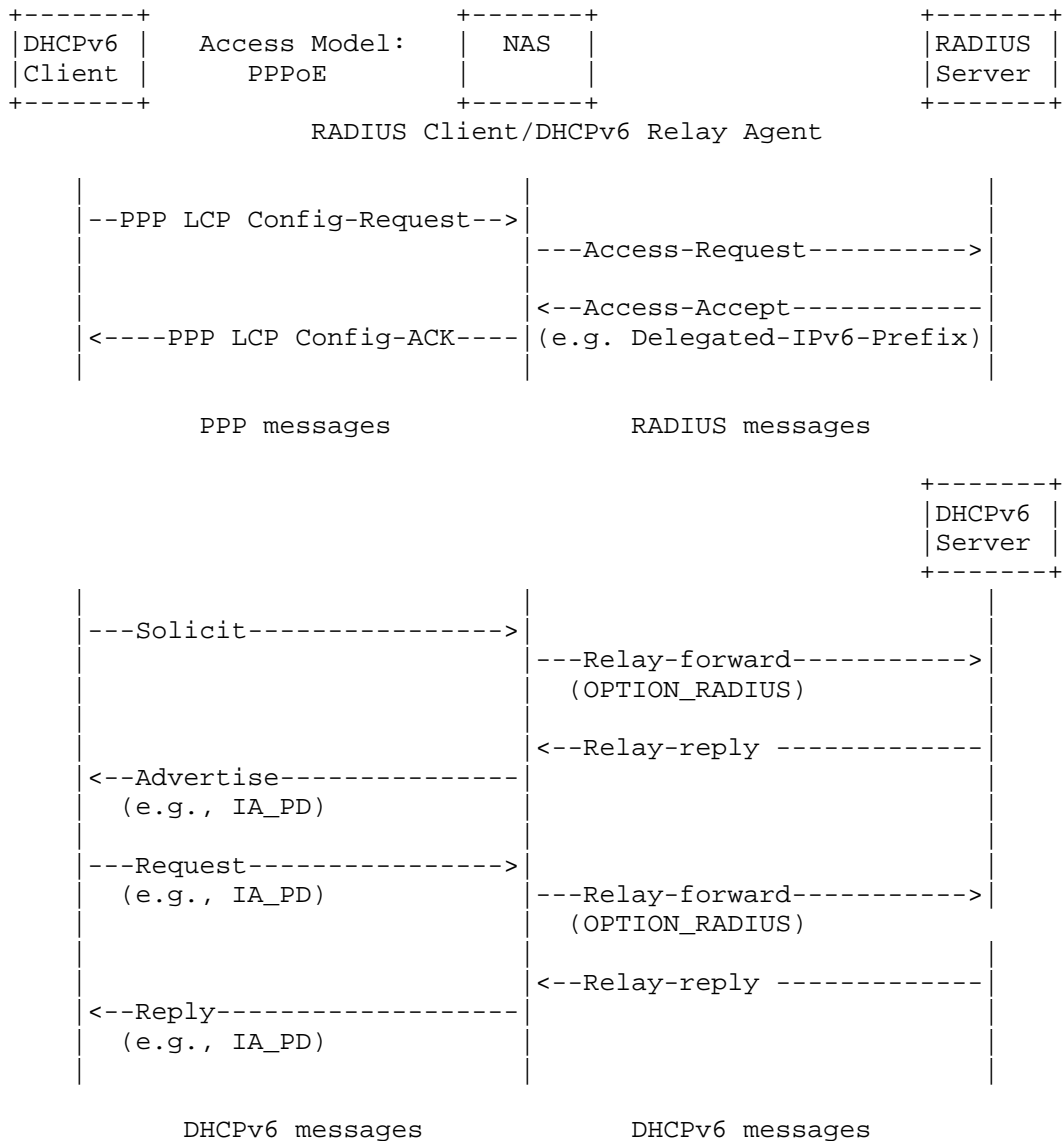 +-------+                    +-------+                     +-------+
|DHCPv6 |   Access Model:    |  NAS  |                     |RADIUS |
|Client |      PPPoE         |       |                     |Server |
+-------+                    +-------+                     +-------+
                   RADIUS Client/DHCPv6 Relay Agent

     |                           |                            |
     |--PPP LCP Config-Request-->|                            |
     |                           |---Access-Request---------->|
     |                           |                            |
     |                           |<--Access-Accept------------|
     |<----PPP LCP Config-ACK----|(e.g. Delegated-IPv6-Prefix)|
     |                           |                            |

            PPP messages               RADIUS messages

                                                           +-------+
                                                           |DHCPv6 |
                                                           |Server |
                                                           +-------+
     |                           |                            |
     |---Solicit---------------->|                            |
     |                           |---Relay-forward----------->|
     |                           |  (OPTION_RADIUS)           |
     |                           |                            |
     |                           |<--Relay-reply -------------|
     |<--Advertise---------------|                            |
     |  (e.g., IA_PD)            |                            |
     |                           |                            |
     |---Request---------------->|                            |
     |  (e.g., IA_PD)            |---Relay-forward----------->|
     |                           |  (OPTION_RADIUS)
     |                           |                            |
     |                           |<--Relay-reply -------------|
     |<--Reply-------------------|                            |
     |  (e.g., IA_PD)            |                            |
     |                           |                            |

           DHCPv6 messages             DHCPv6 messages